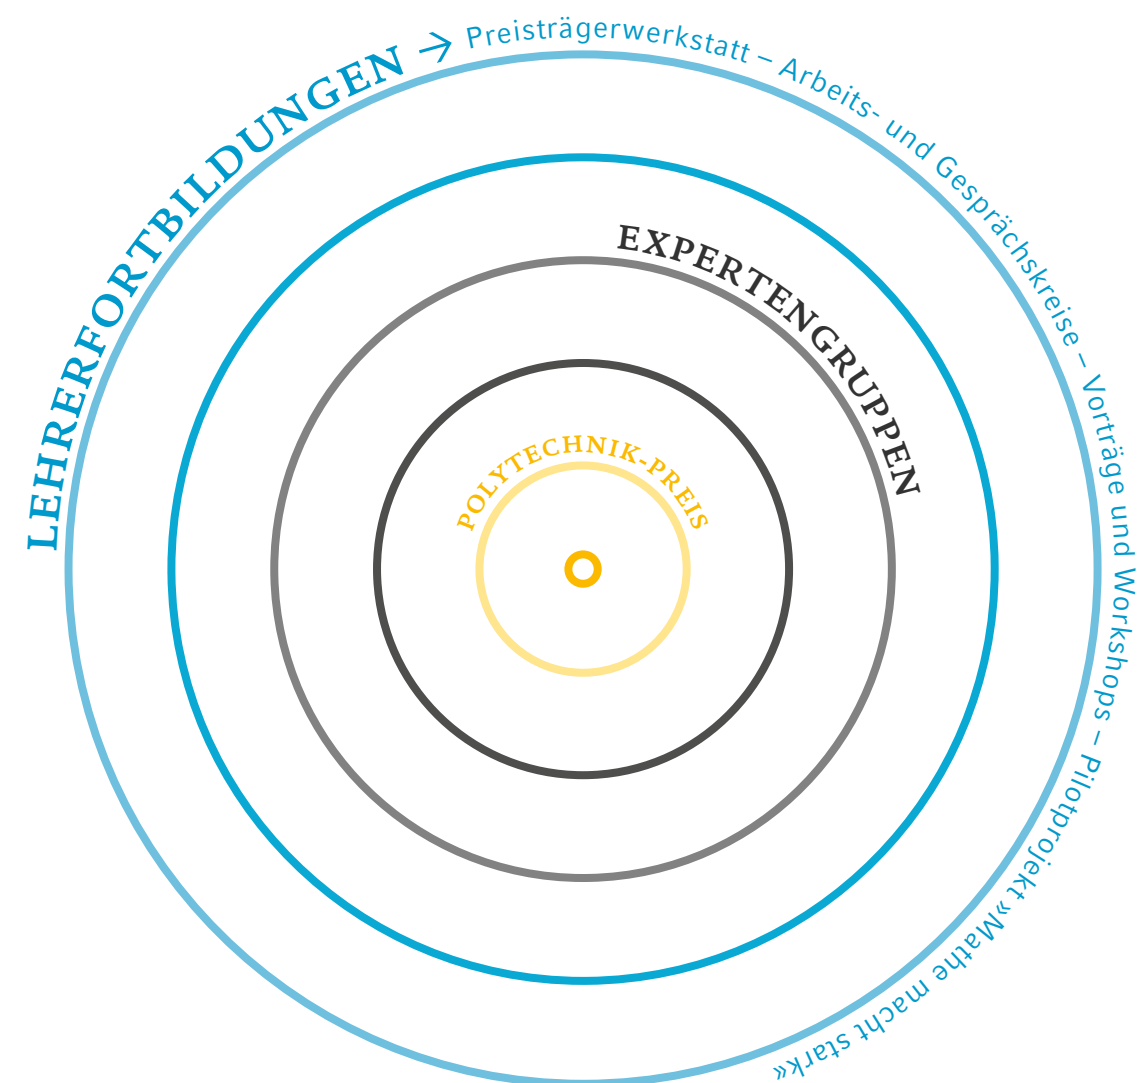 LEHRERFORTBILDUNGEN → Preisträgerwerkstatt – Arbeits- und Gesprächskreise – Vorträge und Workshops – Pilotprojekt »Mathe macht stark«
EXPERTENGRUPPEN
POLYTECHNIK-PREIS